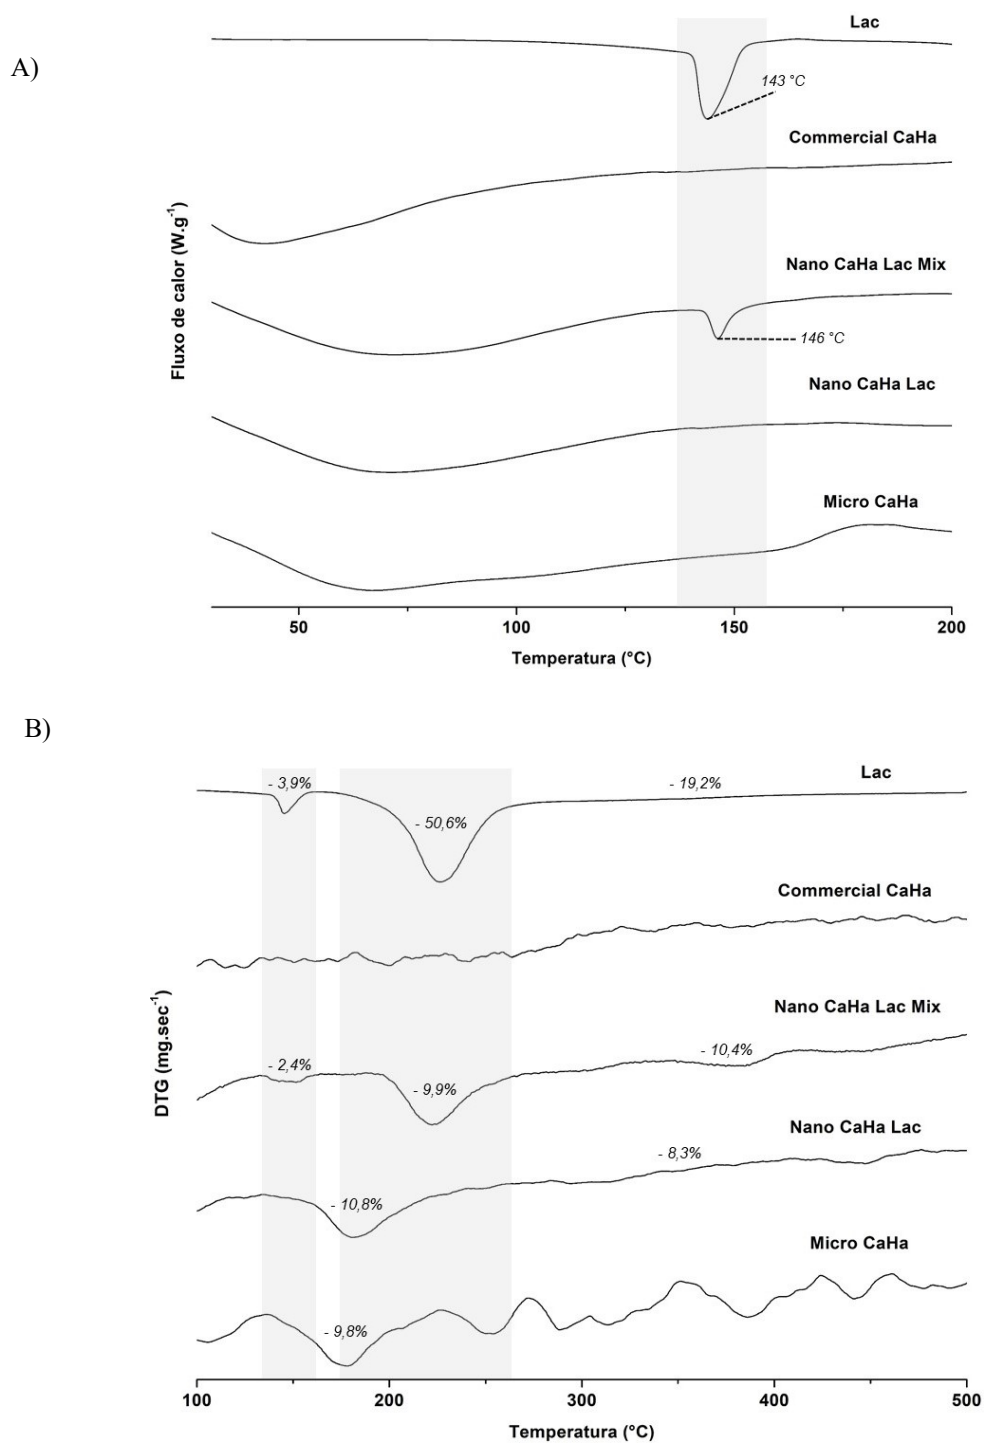 A)
Lac
143 °C
Commercial CaHa
Nano CaHa Lac Mix
146 °C
Nano CaHa Lac
Micro CaHa
Fluxo de calor (W.g-1)
50
100
150
200
Temperatura (°C)
B)
Lac
- 3,9%
- 50,6%
- 19,2%
Commercial CaHa
Nano CaHa Lac Mix
- 2,4%
- 9,9%
- 10,4%
Nano CaHa Lac
- 10,8%
- 8,3%
Micro CaHa
- 9,8%
DTG (mg.sec-1)
100
200
300
400
500
Temperatura (°C)